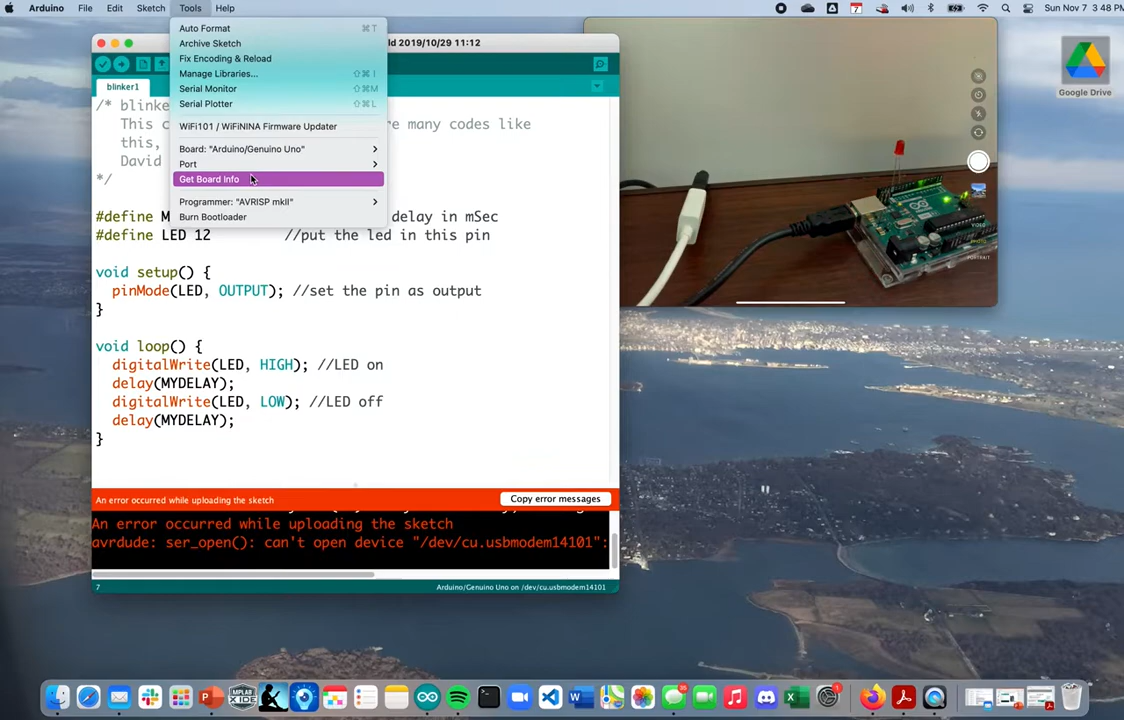 Arduino File Edit Sketch Tools Help
7
Sun Nov 7 3:48 PM
Auto Format ⌘ T
Archive Sketch
Fix Encoding & Reload
Manage Libraries... ⇧⌘ I
Serial Monitor ⇧⌘M
Serial Plotter ⇧⌘ L
WiFi101 / WiFiNINA Firmware Updater
Board: "Arduino/Genuino Uno"
Port
Get Board Info
Programmer: "AVRISP mkII"
Burn Bootloader
ld 2019/10/29 11:12
Google Drive
blinker1
/* blinke
This c re many codes like
this,
David
*/
#define M delay in mSec
#define LED 12 //put the led in this pin
void setup() {
pinMode(LED, OUTPUT); //set the pin as output
}
void loop() {
digitalWrite(LED, HIGH); //LED on
delay(MYDELAY);
digitalWrite(LED, LOW); //LED off
delay(MYDELAY);
}
VIDEO
PHOTO
PORTRAIT
An error occurred while uploading the sketch
Copy error messages
An error occurred while uploading the sketch
avrdude: ser_open(): can't open device "/dev/cu.usbmodem14101":
7
Arduino/Genuino Uno on /dev/cu.usbmodem14101
MPLAB
X IDE